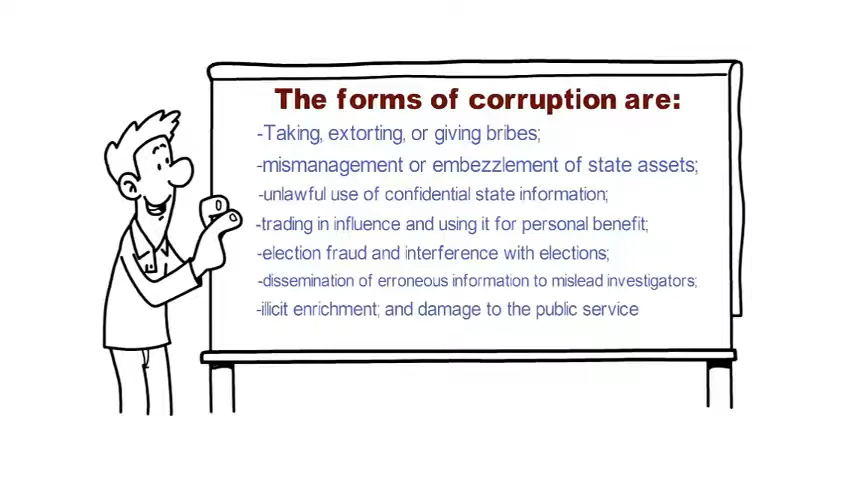 The forms of corruption are:
-Taking, extorting, or giving bribes;
-mismanagement or embezzlement of state assets;
-unlawful use of confidential state information;
-trading in influence and using it for personal benefit;
-election fraud and interference with elections;
-dissemination of erroneous information to mislead investigators;
-illicit enrichment; and damage to the public service